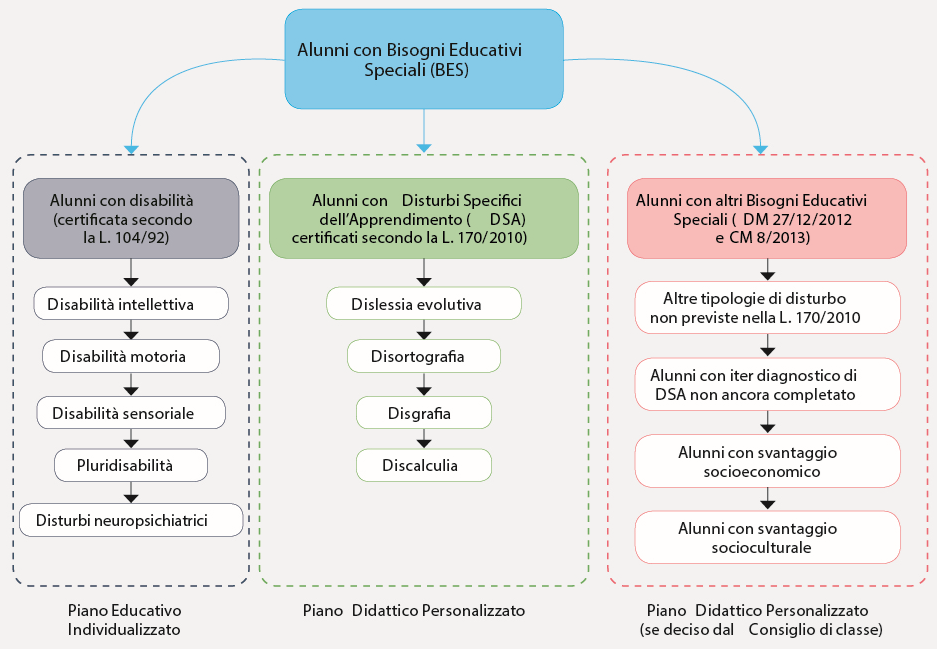 Alunni con Bisogni Educativi
Speciali (BES)
Alunni con disabilità
(certificata secondo
la L. 104/92)
Disabilità intellettiva
Disabilità motoria
Disabilità sensoriale
Pluridisabilità
Disturbi neuropsichiatrici
Piano Educativo
Individualizzato
Alunni con Disturbi Specifici
dell'Apprendimento ( DSA)
certificati secondo la L. 170/2010)
Dislessia evolutiva
Disortografia
Disgrafia
Discalculia
Piano Didattico Personalizzato
Alunni con altri Bisogni Educativi
Speciali ( DM 27/12/2012
e CM 8/2013)
Altre tipologie di disturbo
non previste nella L. 170/2010
Alunni con iter diagnostico di
DSA non ancora completato
Alunni con svantaggio
socioeconomico
Alunni con svantaggio
socioculturale
Piano Didattico Personalizzato
(se deciso dal Consiglio di classe)